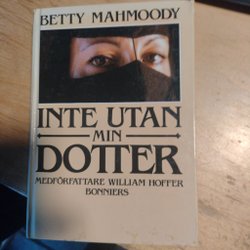 BETTY MAHMOODY
INTE UTAN
MIN
DOTTER
MEDFÖRFATTARE WILLIAM HOFFER
BONNIERS